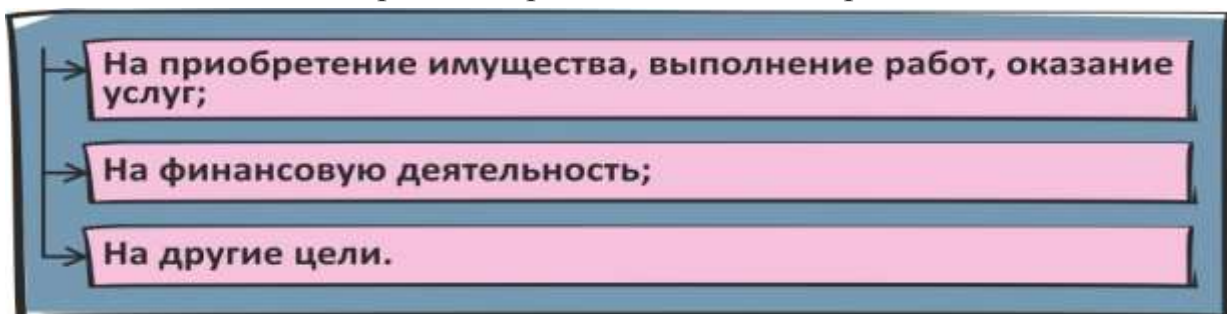 На приобретение имущества, выполнение работ, оказание
услуг;
На финансовую деятельность;
На другие цели.